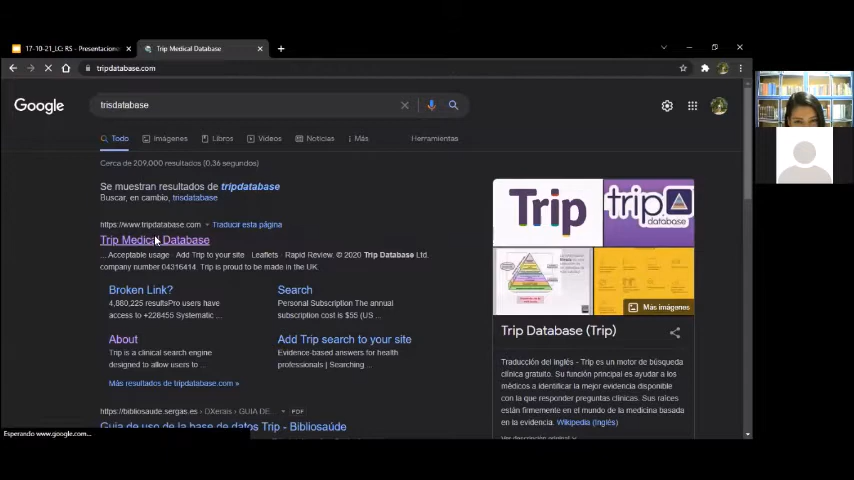 17-10-21_LC: RS - Presentacione
Trip Medical Database
tripdatabase.com
Google
trisdatabase
Todo
Imágenes
Libros
Videos
Noticias
Más
Herramientas
Cerca de 209,000 resultados (0.36 segundos)
Se muestran resultados de tripdatabase
Buscar, en cambio, trisdatabase
https://www.tripdatabase.com Traducir esta página
Trip Medical Database
... Acceptable usage · Add Trip to your site · Leaflets · Rapid Review. © 2020 Trip Database Ltd.
company number 04316414. Trip is proud to be made in the UK.
Broken Link?
4,880,225 resultsPro users have
access to +228455 Systematic ...
Search
Personal Subscription The annual
subscription cost is $55 (US ...
About
Trip is a clinical search engine
designed to allow users to ...
Add Trip search to your site
Evidence-based answers for health
professionals | Searching ...
Más resultados de tripdatabase.com »
https://bibliosaude.sergas.es › DXerais › GUIA DE... PDF
Guia de uso de la base de datos Trip - Bibliosaúde
Esperando www.google.com...
Trip
trip
database
Más imágenes
Trip Database (Trip)
Traducción del inglés - Trip es un motor de búsqueda
clínica gratuito. Su función principal es ayudar a los
médicos a identificar la mejor evidencia disponible
con la que responder preguntas clínicas. Sus raíces
están firmemente en el mundo de la medicina basada
en la evidencia. Wikipedia (Inglés)
Ver descripción original